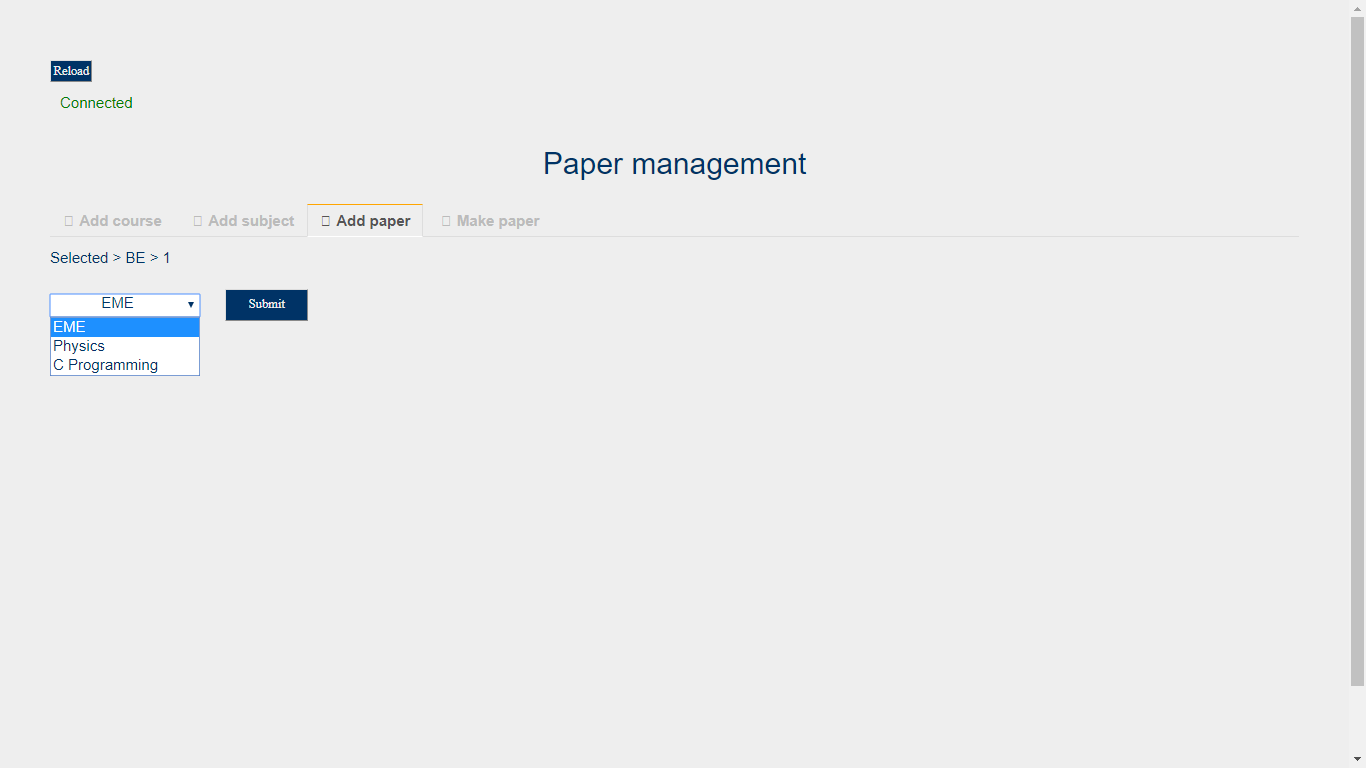 Reload
Connected
Paper management
Add course Add subject Add paper Make paper
Selected > BE > 1
EME Submit
EME
Physics
C Programming